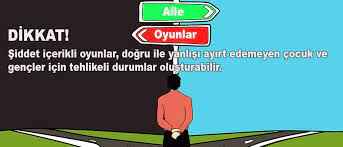 Aile
Oyunlar
DİKKAT!
Şiddet içerikli oyunlar, doğru ile yanlışı ayırt edemeyen çocuk ve
gençler için tehlikeli durumlar oluşturabilir.